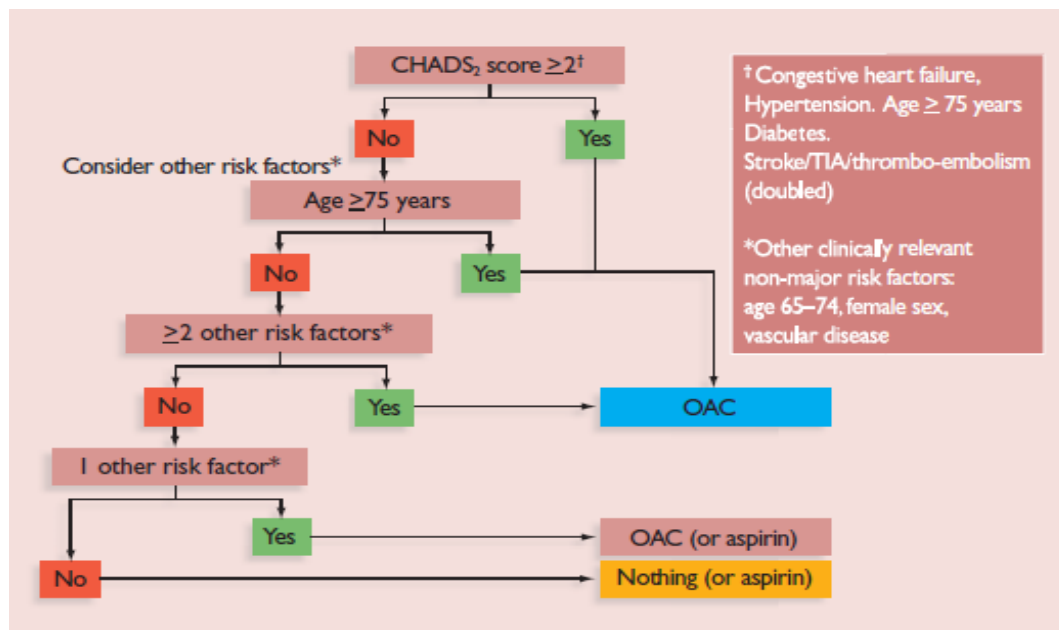 CHADS₂ score ≥2†
No
Yes
Consider other risk factors*
Age ≥75 years
No
Yes
≥2 other risk factors*
No
Yes
OAC
1 other risk factor*
Yes
OAC (or aspirin)
No
Nothing (or aspirin)
† Congestive heart failure,
Hypertension. Age ≥ 75 years
Diabetes.
Stroke/TIA/thrombo-embolism
(doubled)
*Other clinically relevant
non-major risk factors:
age 65–74, female sex,
vascular disease